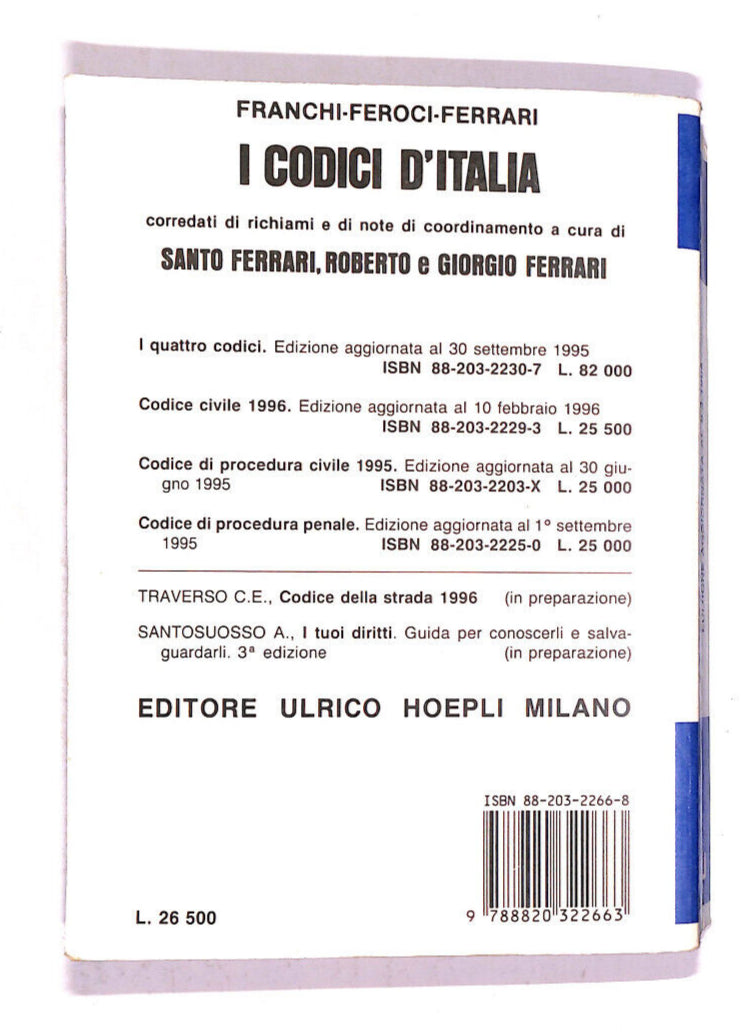 FRANCHI-FEROCI-FERRARI
I CODICI D'ITALIA
corredati di richiami e di note di coordinamento a cura di
SANTO FERRARI, ROBERTO e GIORGIO FERRARI
I quattro codici. Edizione aggiornata al 30 settembre 1995
ISBN 88-203-2230-7 L. 82 000
Codice civile 1996. Edizione aggiornata al 10 febbraio 1996
ISBN 88-203-2229-3 L. 25 500
Codice di procedura civile 1995. Edizione aggiornata al 30 giu-
gno 1995 ISBN 88-203-2203-X L. 25 000
Codice di procedura penale. Edizione aggiornata al 1° settembre
1995 ISBN 88-203-2225-0 L. 25 000
TRAVERSO C.E., Codice della strada 1996 (in preparazione)
SANTOSUOSSO A., I tuoi diritti. Guida per conoscerli e salva-
guardarli. 3ª edizione (in preparazione)
EDITORE ULRICO HOEPLI MILANO
ISBN 88-203-2266-8
L. 26 500
9 788820 322663